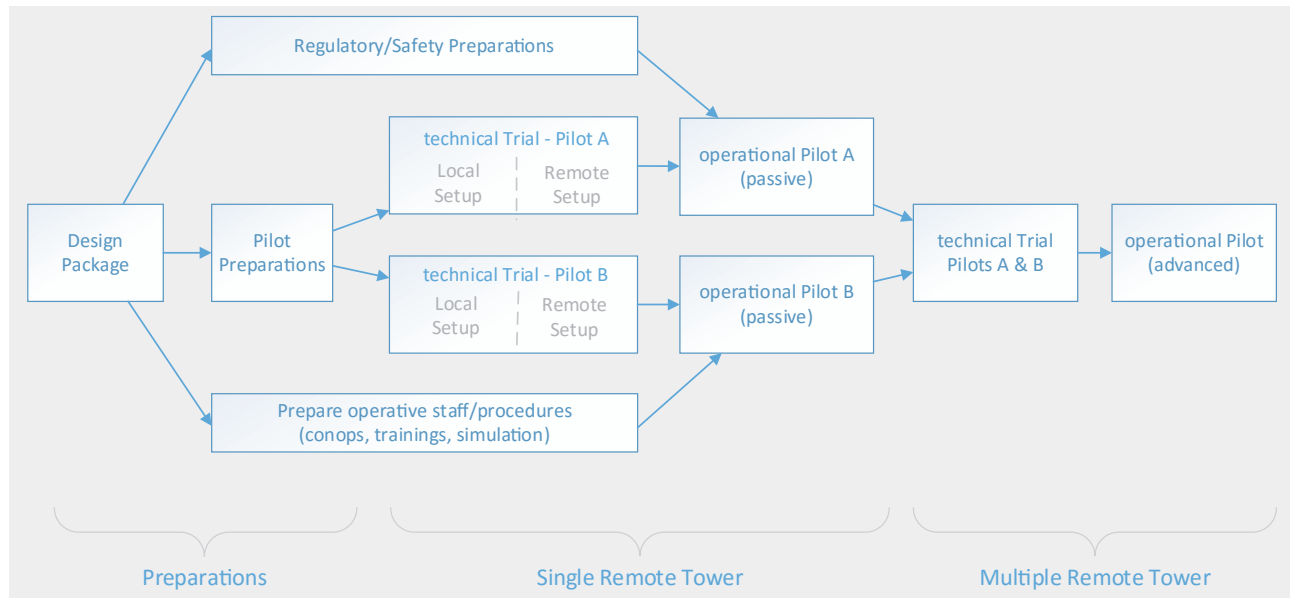 Regulatory/Safety Preparations
technical Trial - Pilot A
Local
Setup
Remote
Setup
operational Pilot A
(passive)
Design
Package
Pilot
Preparations
technical Trial - Pilot B
Local
Setup
Remote
Setup
operational Pilot B
(passive)
technical Trial
Pilots A & B
operational Pilot
(advanced)
Prepare operative staff/procedures
(conops, trainings, simulation)
Preparations
Single Remote Tower
Multiple Remote Tower